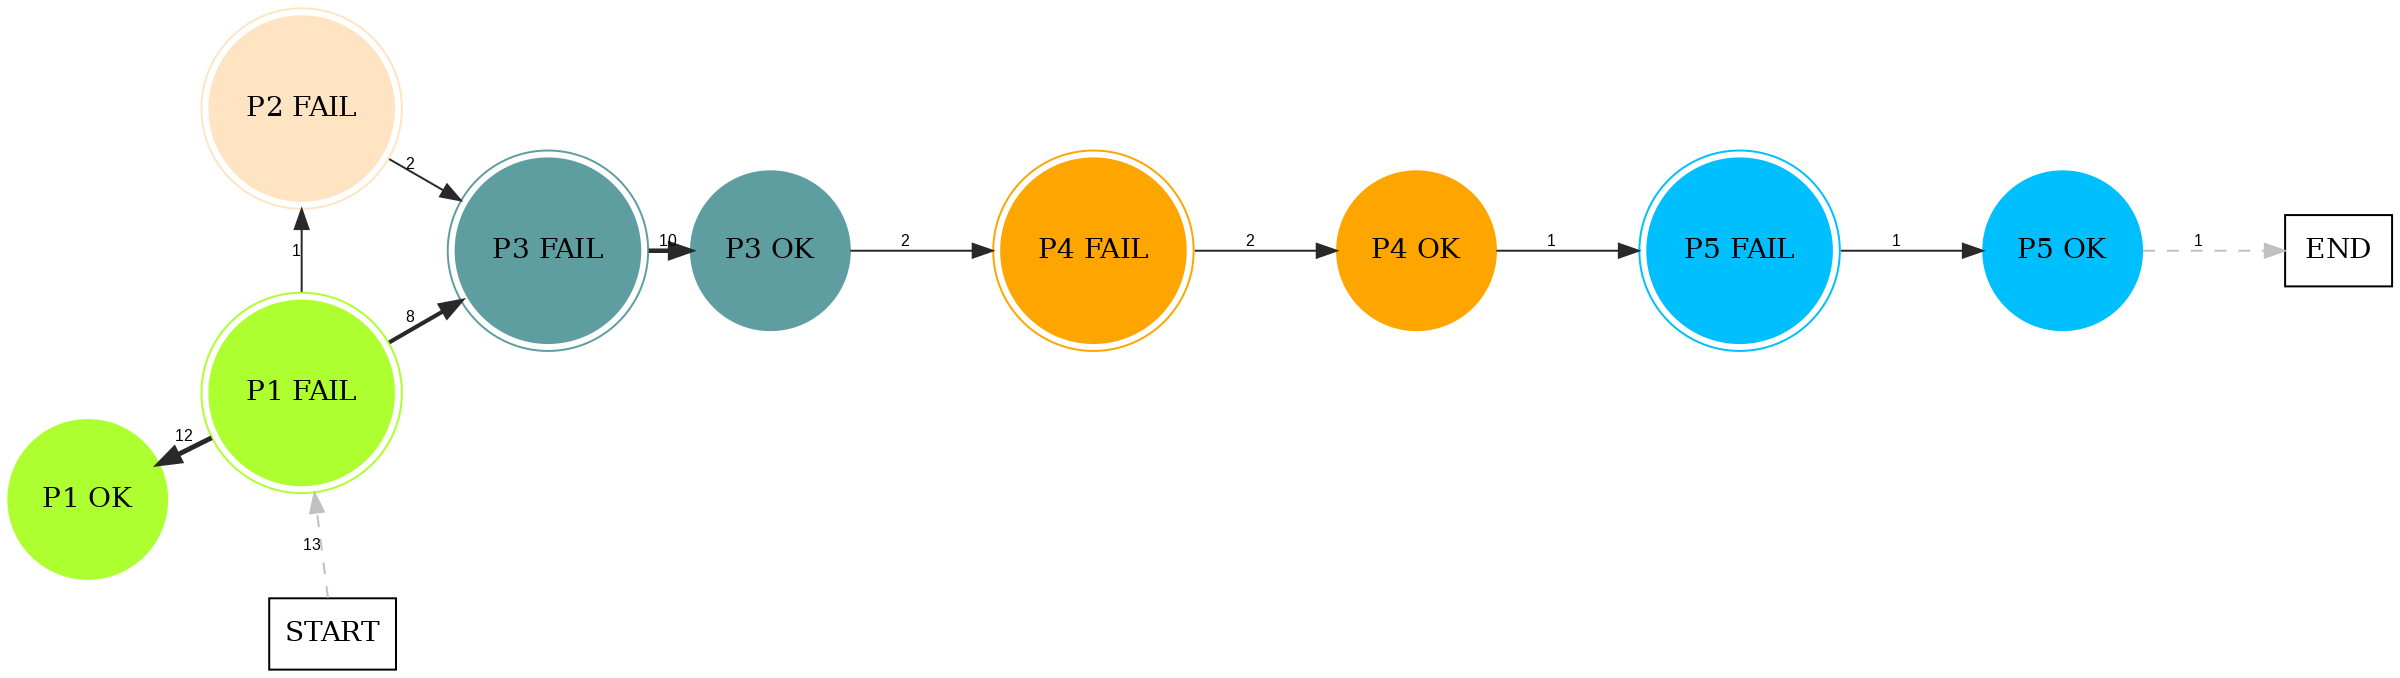 P2 FAIL
2
1
P3 FAIL
10
P3 OK
2
P4 FAIL
2
P4 OK
1
P5 FAIL
1
P5 OK
1
END
8
P1 FAIL
12
P1 OK
13
START